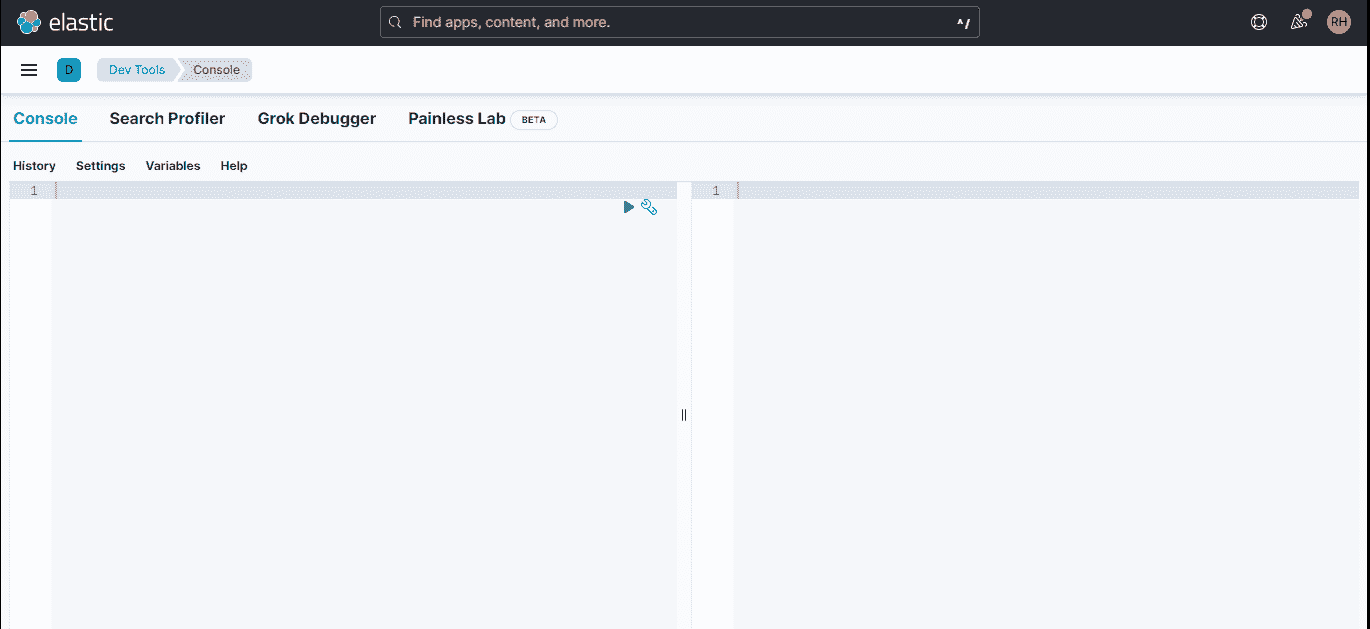 elastic Find apps, content, and more. ^/ RH
D Dev Tools Console
Console Search Profiler Grok Debugger Painless Lab BETA
History Settings Variables Help
1 1